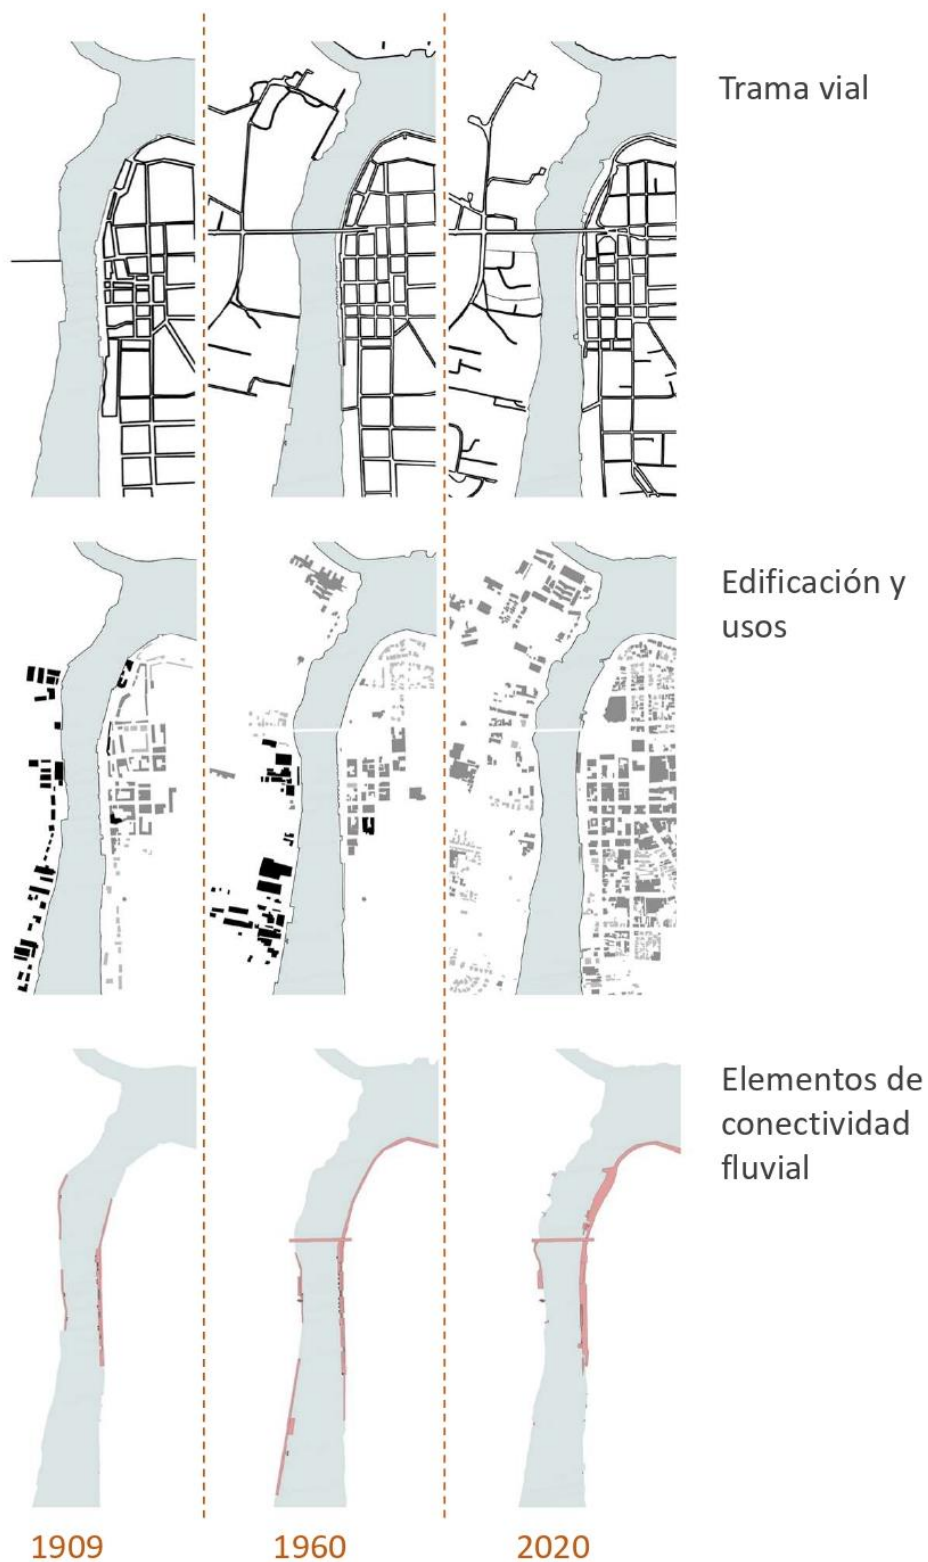 Trama vial
Edificación y
usos
Elementos de
conectividad
fluvial
1909
1960
2020